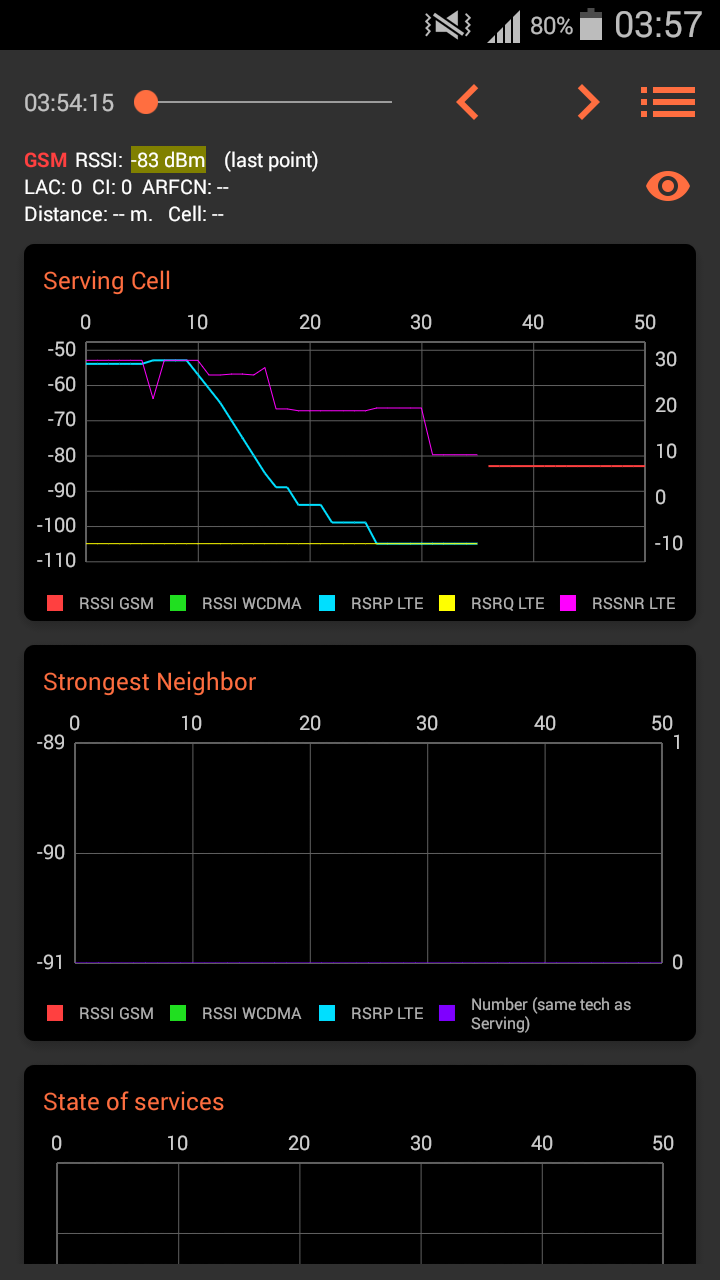 80% 03:57
03:54:15
GSM RSSI: -83 dBm (last point)
LAC: 0 CI: 0 ARFCN: --
Distance: -- m. Cell: --
Serving Cell
0 10 20 30 40 50
-50
30
-60
20
-70
-80
10
-90
0
-100
-10
-110
RSSI GSM RSSI WCDMA RSRP LTE RSRQ LTE RSSNR LTE
Strongest Neighbor
0 10 20 30 40 50
-89 1
-90
-91 0
RSSI GSM RSSI WCDMA RSRP LTE Number (same tech as
Serving)
State of services
0 10 20 30 40 50